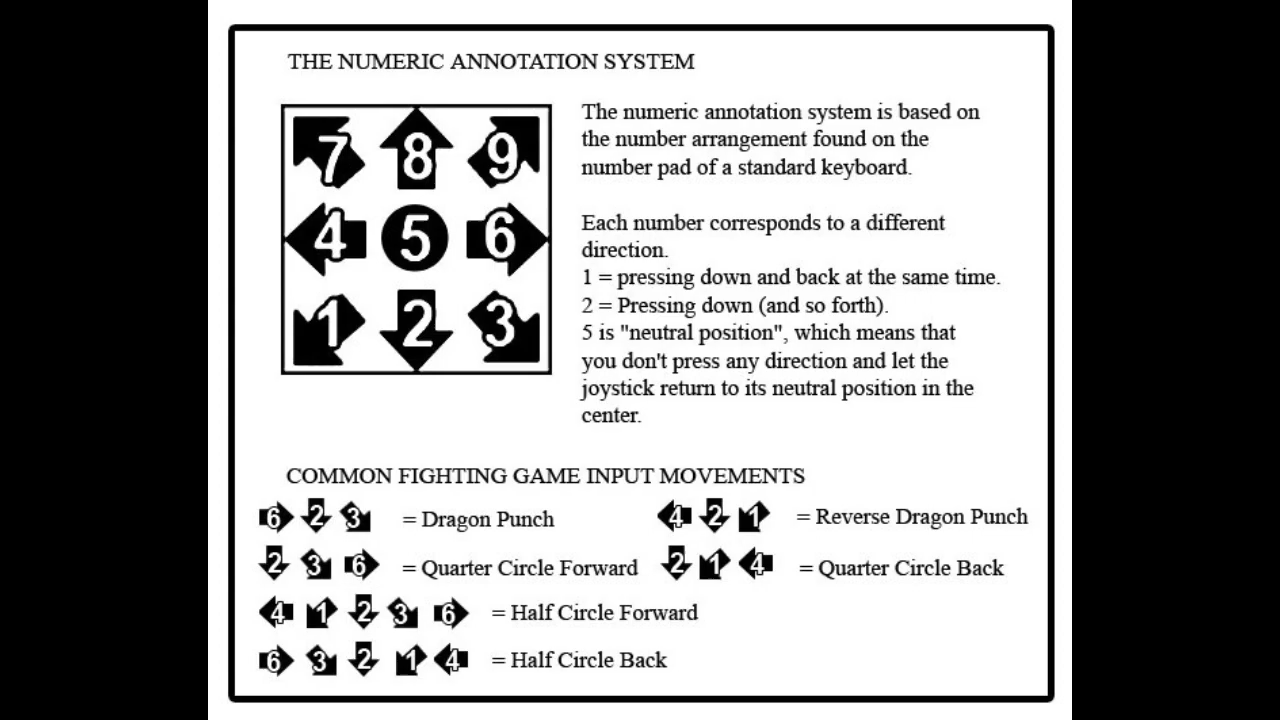 THE NUMERIC ANNOTATION SYSTEM
7 8 9
4 5 6
1 2 3
The numeric annotation system is based on
the number arrangement found on the
number pad of a standard keyboard.
Each number corresponds to a different
direction.
1 = pressing down and back at the same time.
2 = Pressing down (and so forth).
5 is "neutral position", which means that
you don't press any direction and let the
joystick return to its neutral position in the
center.
COMMON FIGHTING GAME INPUT MOVEMENTS
6 2 3 = Dragon Punch
4 2 1 = Reverse Dragon Punch
2 3 6 = Quarter Circle Forward
2 1 4 = Quarter Circle Back
4 1 2 3 6 = Half Circle Forward
6 3 2 1 4 = Half Circle Back